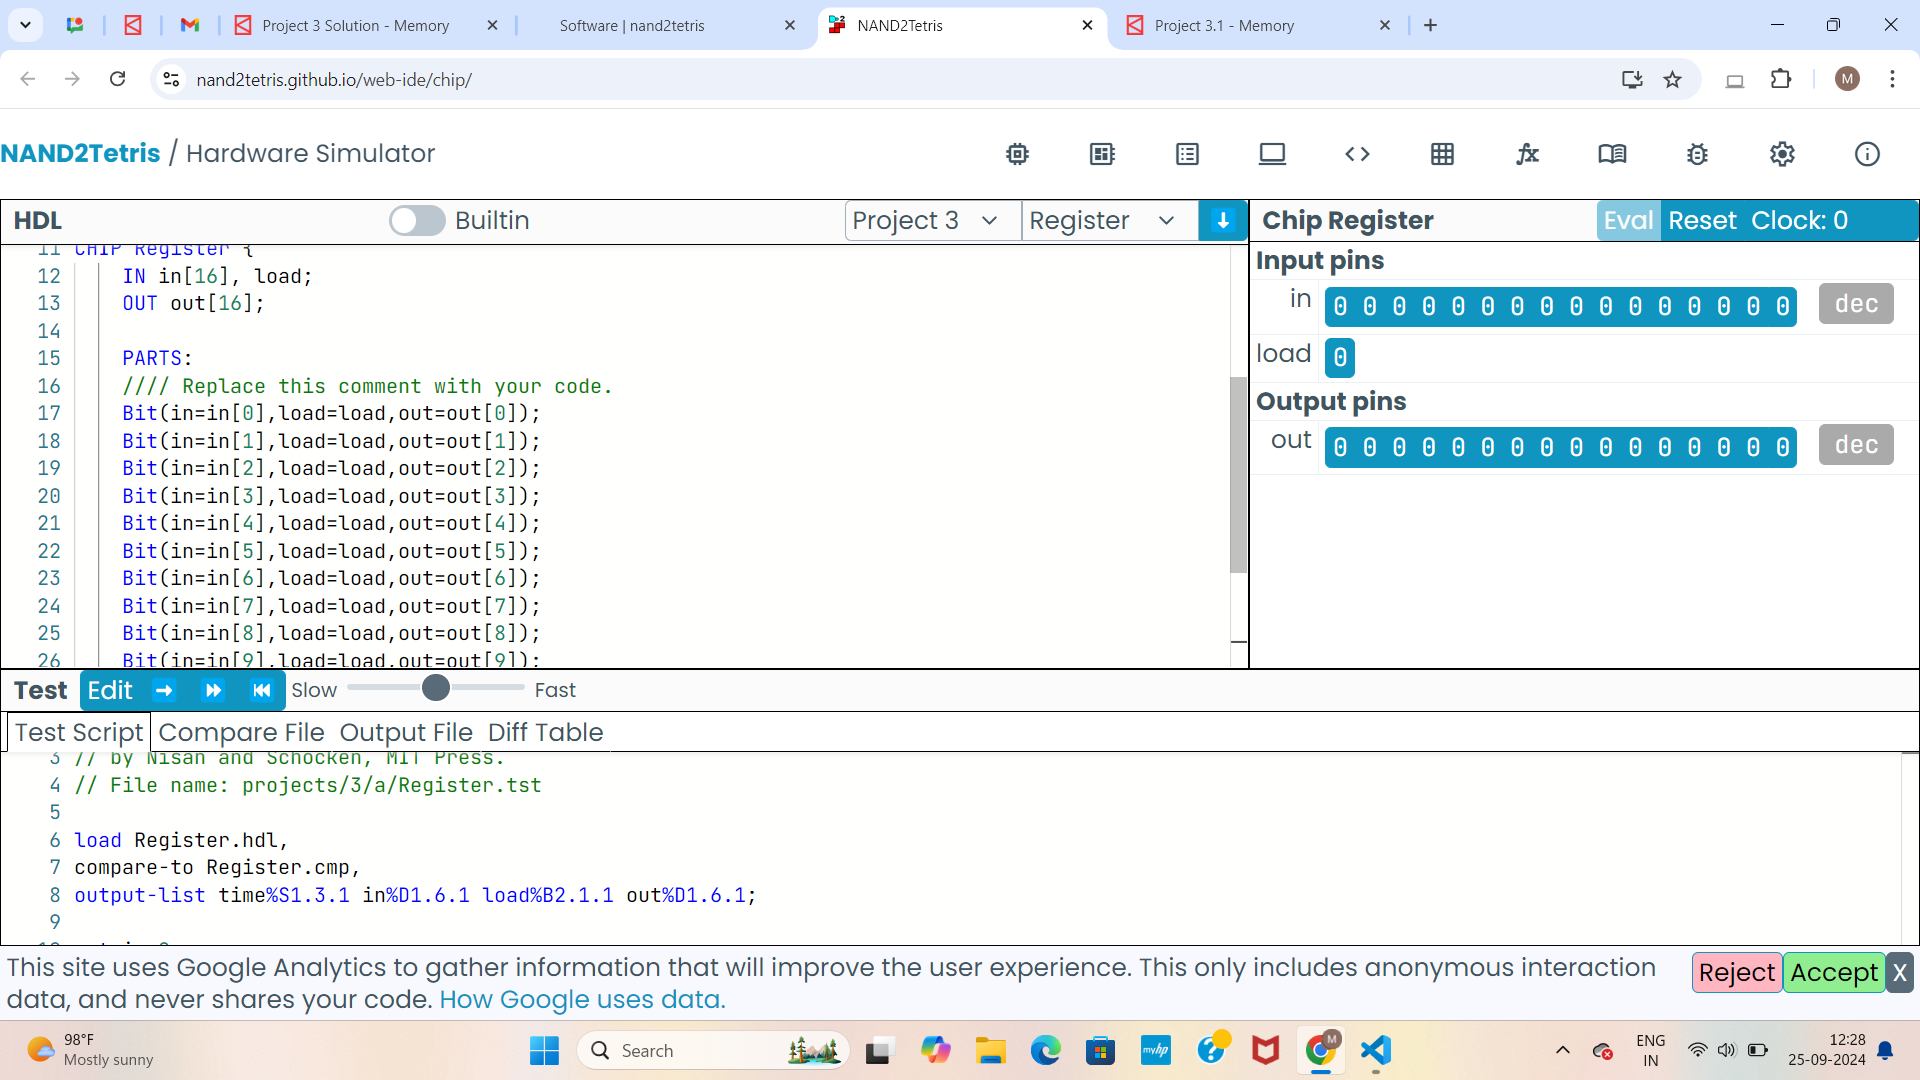 Project 3 Solution - Memory
Software | nand2tetris
NAND2Tetris
Project 3.1 - Memory
nand2tetris.github.io/web-ide/chip/
M
NAND2Tetris / Hardware Simulator
HDL
Builtin
Project 3
Register
Chip Register
Eval
Reset
Clock: 0
11 CHIP Register {
12 IN in[16], load;
13 OUT out[16];
14
15 PARTS:
16 //// Replace this comment with your code.
17 Bit(in=in[0],load=load,out=out[0]);
18 Bit(in=in[1],load=load,out=out[1]);
19 Bit(in=in[2],load=load,out=out[2]);
20 Bit(in=in[3],load=load,out=out[3]);
21 Bit(in=in[4],load=load,out=out[4]);
22 Bit(in=in[5],load=load,out=out[5]);
23 Bit(in=in[6],load=load,out=out[6]);
24 Bit(in=in[7],load=load,out=out[7]);
25 Bit(in=in[8],load=load,out=out[8]);
26 Bit(in=in[9],load=load,out=out[9]);
Input pins
in 0 0 0 0 0 0 0 0 0 0 0 0 0 0 0 0 dec
load 0
Output pins
out 0 0 0 0 0 0 0 0 0 0 0 0 0 0 0 0 dec
Test
Edit
Slow
Fast
Test Script
Compare File
Output File
Diff Table
3 // by Nisan and Schocken, MIT Press.
4 // File name: projects/3/a/Register.tst
5
6 load Register.hdl,
7 compare-to Register.cmp,
8 output-list time%S1.3.1 in%D1.6.1 load%B2.1.1 out%D1.6.1;
9
This site uses Google Analytics to gather information that will improve the user experience. This only includes anonymous interaction
data, and never shares your code. How Google uses data.
Reject
Accept
X
98°F
Mostly sunny
Search
myhp
M
ENG
IN
12:28
25-09-2024